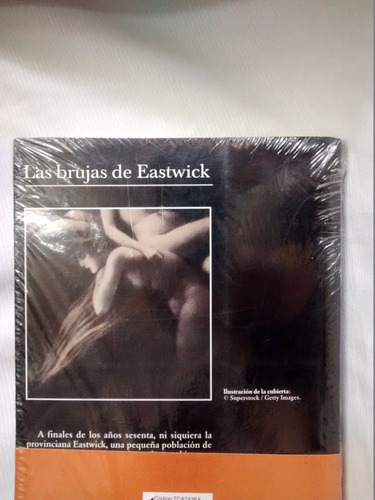 Las brujas de Eastwick
Ilustración de la cubierta:
© Superstock / Getty Images.
A finales de los años sesenta, ni siquiera la
provinciana Eastwick, una pequeña población de